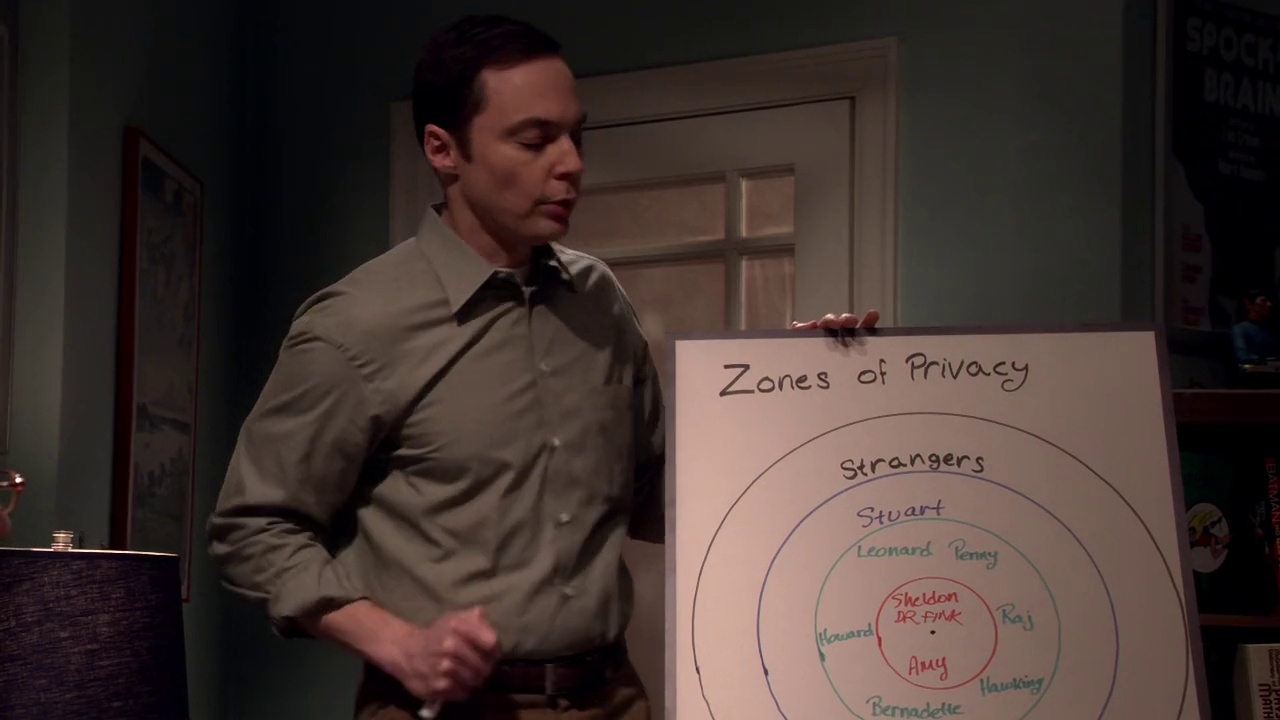 SPOCK'S
BRAIN
Zones of Privacy
Strangers
Stuart
Leonard Penny
Sheldon
DR FINK
Raj
Howard
Amy
Hawking
Bernadette